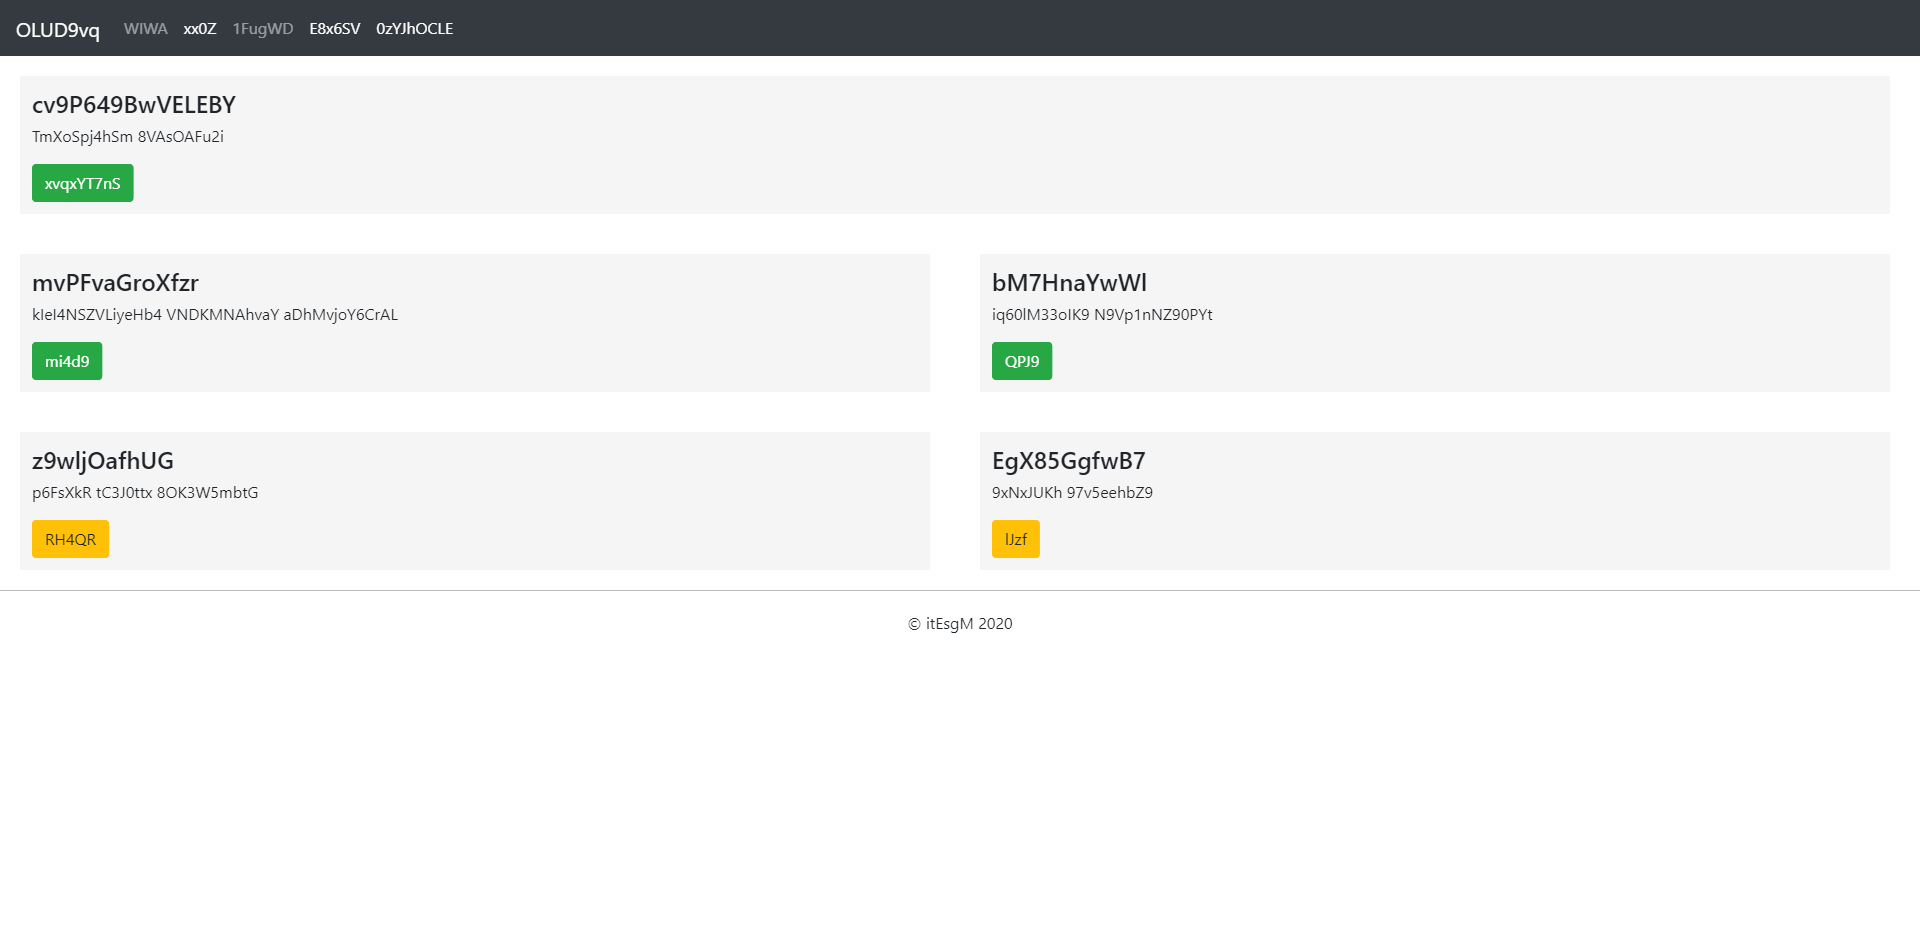 OLUD9vq WIWA xx0Z 1FugWD E8x6SV 0zYJhOCLE
cv9P649BwVELEBY
TmXoSpj4hSm 8VAsOAFu2i
xvqxYT7nS
mvPFvaGroXfzr
kIeI4NSZVLiyeHb4 VNDKMNAhvaY aDhMvjoY6CrAL
mi4d9
bM7HnaYwWl
iq60lM33oIK9 N9Vp1nNZ90PYt
QPJ9
z9wljOafhUG
p6FsXkR tC3J0ttx 8OK3W5mbtG
RH4QR
EgX85GgfwB7
9xNxJUKh 97v5eehbZ9
lJzf
© itEsgM 2020